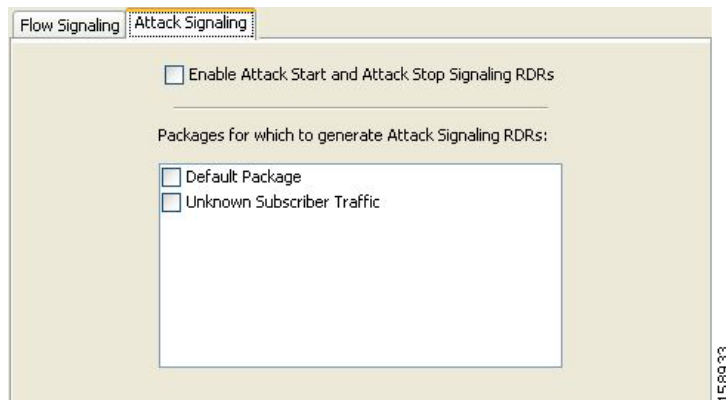 Flow Signaling
Attack Signaling
Enable Attack Start and Attack Stop Signaling RDRs
Packages for which to generate Attack Signaling RDRs:
Default Package
Unknown Subscriber Traffic
158933